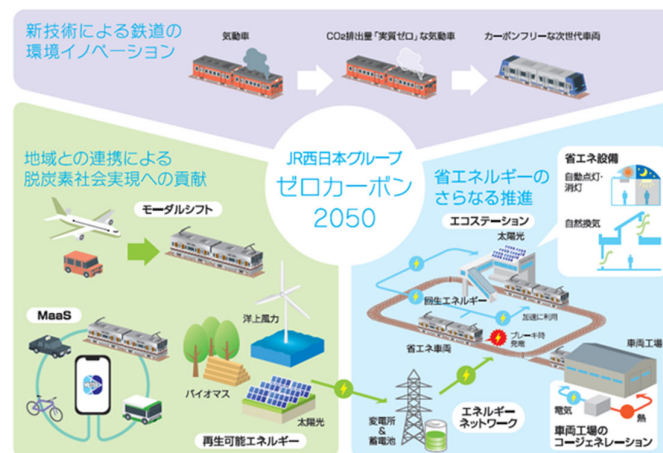 新技術による鉄道の
環境イノベーション
気動車
CO2排出量「実質ゼロ」な気動車
カーボンフリーな次世代車両
JR西日本グループ
ゼロカーボン
2050
地域との連携による
脱炭素社会実現への貢献
モーダルシフト
MaaS
洋上風力
バイオマス
太陽光
再生可能エネルギー
省エネルギーの
さらなる推進
省エネ設備
自動点灯・
消灯
自然換気
エコステーション
太陽光
回生エネルギー
加速に利用
省エネ車両
ブレーキ時
発電
車両工場
変電所
&
蓄電池
エネルギー
ネットワーク
電気
熱
車両工場の
コージェネレーション